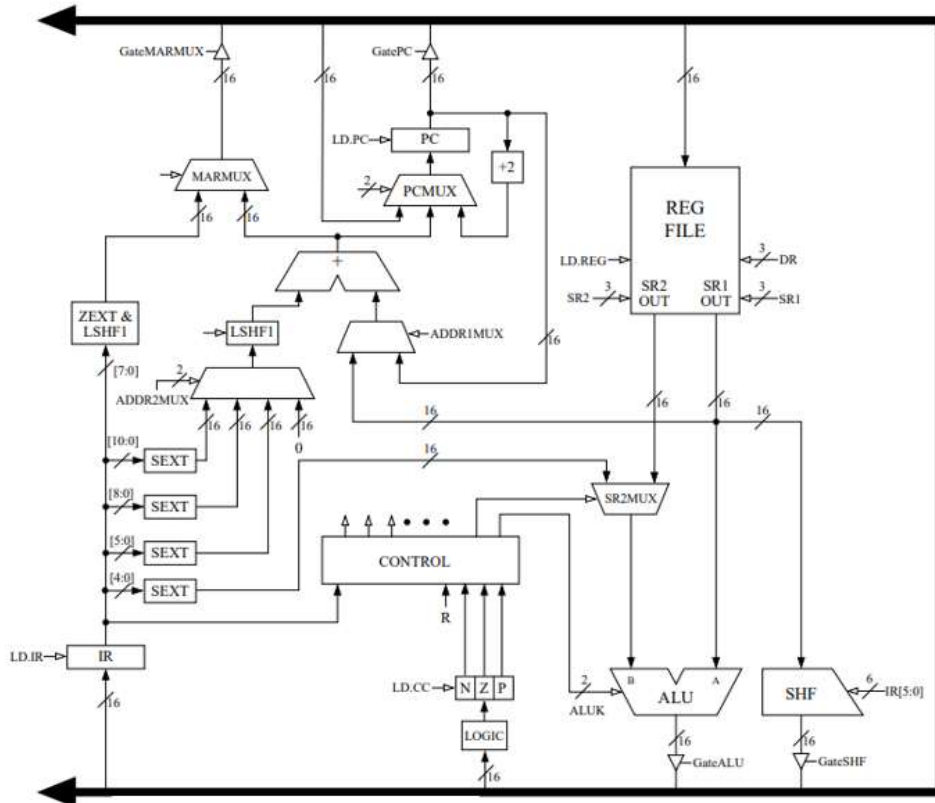 GateMARMUX
GatePC
16
16
16
16
LD.PC
PC
+2
MARMUX
2
PCMUX
16
16
REG
FILE
LD.REG
3
DR
SR2
3
SR2
OUT
SR1
OUT
3
SR1
+
ZEXT &
LSHF1
LSHF1
ADDR1MUX
16
[7:0]
2
ADDR2MUX
16
16
16
16
0
16
16
16
16
[10:0]
SEXT
16
[8:0]
SEXT
SR2MUX
[5:0]
SEXT
CONTROL
[4:0]
SEXT
R
LD.IR
IR
16
LD.CC
N Z P
LOGIC
16
2
ALUK
B
A
ALU
SHF
6
IR[5:0]
16
GateALU
16
GateSHF